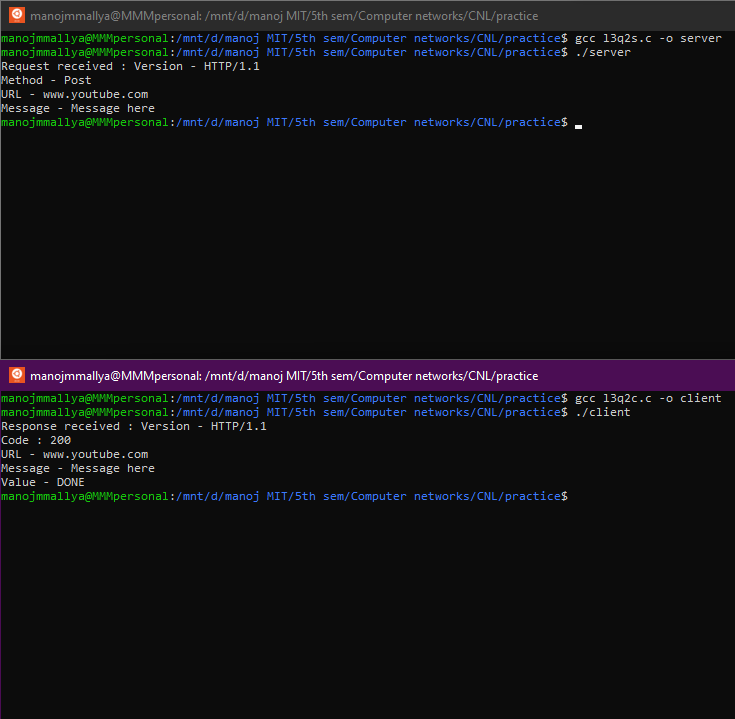 manojmmallya@MMMpersonal: /mnt/d/manoj MIT/5th sem/Computer networks/CNL/practice
manojmmallya@MMMpersonal:/mnt/d/manoj MIT/5th sem/Computer networks/CNL/practice$ gcc l3q2s.c -o server
manojmmallya@MMMpersonal:/mnt/d/manoj MIT/5th sem/Computer networks/CNL/practice$ ./server
Request received : Version - HTTP/1.1
Method - Post
URL - www.youtube.com
Message - Message here
manojmmallya@MMMpersonal:/mnt/d/manoj MIT/5th sem/Computer networks/CNL/practice$
manojmmallya@MMMpersonal: /mnt/d/manoj MIT/5th sem/Computer networks/CNL/practice
manojmmallya@MMMpersonal:/mnt/d/manoj MIT/5th sem/Computer networks/CNL/practice$ gcc l3q2c.c -o client
manojmmallya@MMMpersonal:/mnt/d/manoj MIT/5th sem/Computer networks/CNL/practice$ ./client
Response received : Version - HTTP/1.1
Code : 200
URL - www.youtube.com
Message - Message here
Value - DONE
manojmmallya@MMMpersonal:/mnt/d/manoj MIT/5th sem/Computer networks/CNL/practice$